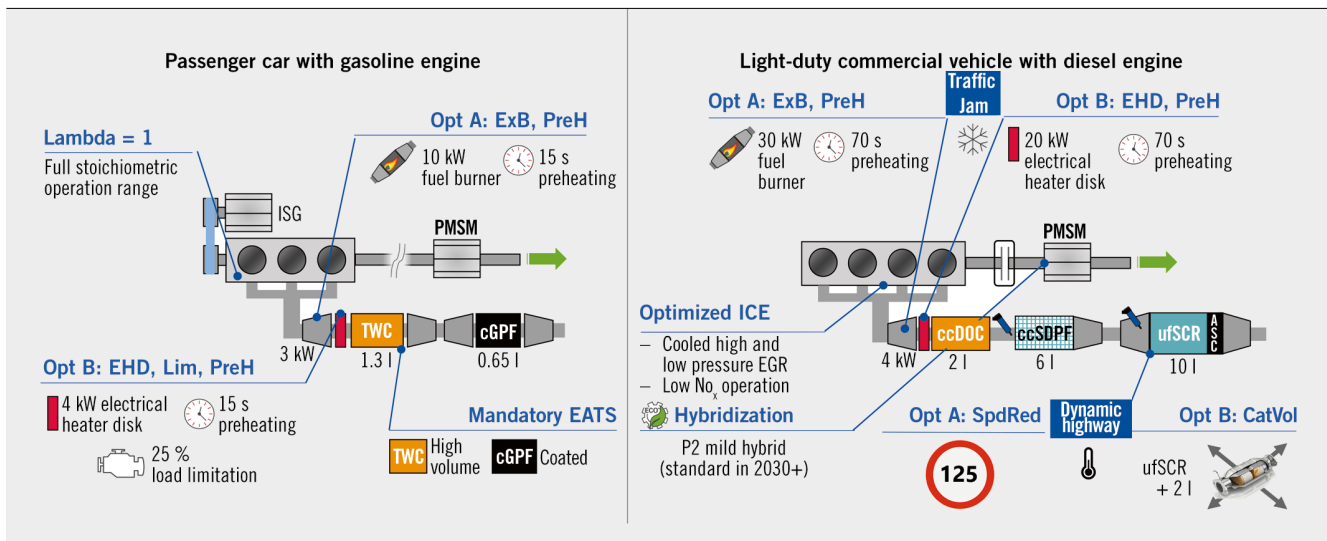 Passenger car with gasoline engine
Opt A: ExB, PreH
10 kW
fuel burner
15 s
preheating
Lambda = 1
Full stoichiometric
operation range
ISG
PMSM
TWC
cGPF
3 kW
1.3 l
0.65 l
Opt B: EHD, Lim, PreH
4 kW electrical
heater disk
15 s
preheating
25 %
load limitation
Mandatory EATS
TWC
High
volume
cGPF
Coated
Light-duty commercial vehicle with diesel engine
Traffic
Jam
Opt A: ExB, PreH
30 kW
fuel
burner
70 s
preheating
Opt B: EHD, PreH
20 kW
electrical
heater disk
70 s
preheating
PMSM
Optimized ICE
– Cooled high and
low pressure EGR
– Low Nox operation
ccDOC
ccSDPF
ufSCR
ASC
4 kW
2 l
6 l
10 l
ECO
Hybridization
P2 mild hybrid
(standard in 2030+)
Opt A: SpdRed
125
Dynamic
highway
Opt B: CatVol
ufSCR
+ 2 l